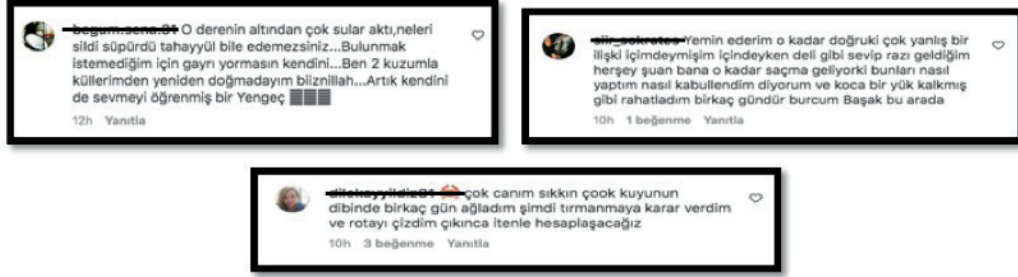 O derenin altından çok sular aktı,neleri
sildi süpürdü tahayyül bile edemezsiniz...Bulunmak
istemediğim için gayrı yormasın kendini...Ben 2 kuzumla
küllerimden yeniden doğmadayım biiznillah...Artık kendini
de sevmeyi öğrenmiş bir Yengeç
12h Yanıtla
Yemin ederim o kadar doğruki çok yanlış bir
ilişki içimdeymişim içindeyken deli gibi sevip razı geldiğim
herşey şuan bana o kadar saçma geliyorki bunları nasıl
yaptım nasıl kabullendim diyorum ve koca bir yük kalkmış
gibi rahatladım birkaç gündür burcum Başak bu arada
10h 1 beğenme Yanıtla
çok canım sıkkın çook kuyunun
dibinde birkaç gün ağladım şimdi tırmanmaya karar verdim
ve rotayı çizdim çıkınca itenle hesaplaşacağız
10h 3 beğenme Yanıtla